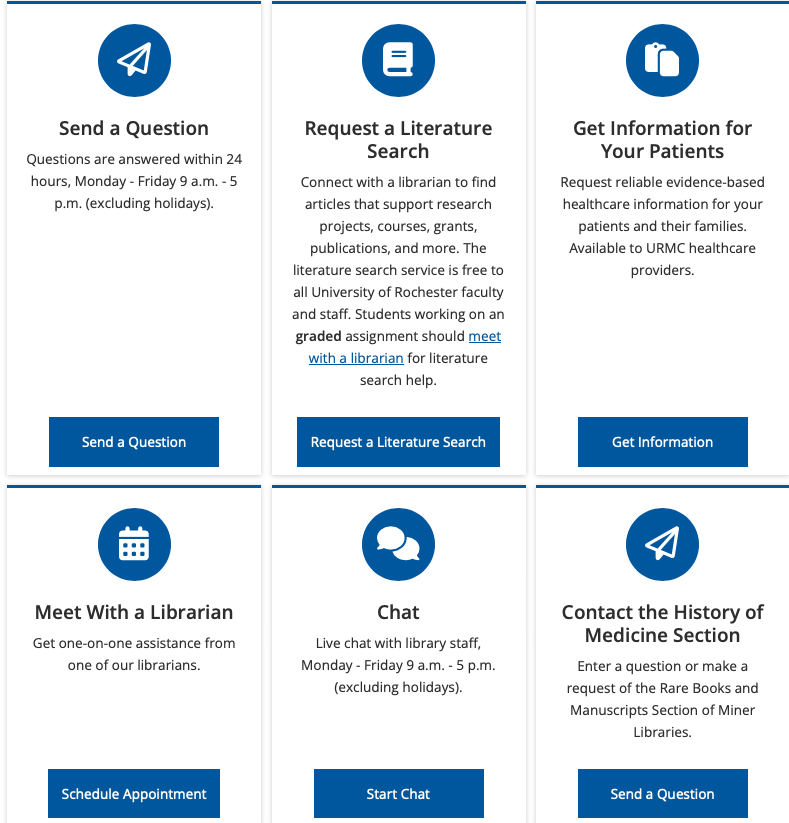 Send a Question
Questions are answered within 24
hours, Monday - Friday 9 a.m. - 5
p.m. (excluding holidays).
Send a Question
Request a Literature
Search
Connect with a librarian to find
articles that support research
projects, courses, grants,
publications, and more. The
literature search service is free to
all University of Rochester faculty
and staff. Students working on an
graded assignment should meet
with a librarian for literature
search help.
Request a Literature Search
Get Information for
Your Patients
Request reliable evidence-based
healthcare information for your
patients and their families.
Available to URMC healthcare
providers.
Get Information
Meet With a Librarian
Get one-on-one assistance from
one of our librarians.
Schedule Appointment
Chat
Live chat with library staff,
Monday - Friday 9 a.m. - 5 p.m.
(excluding holidays).
Start Chat
Contact the History of
Medicine Section
Enter a question or make a
request of the Rare Books and
Manuscripts Section of Miner
Libraries.
Send a Question